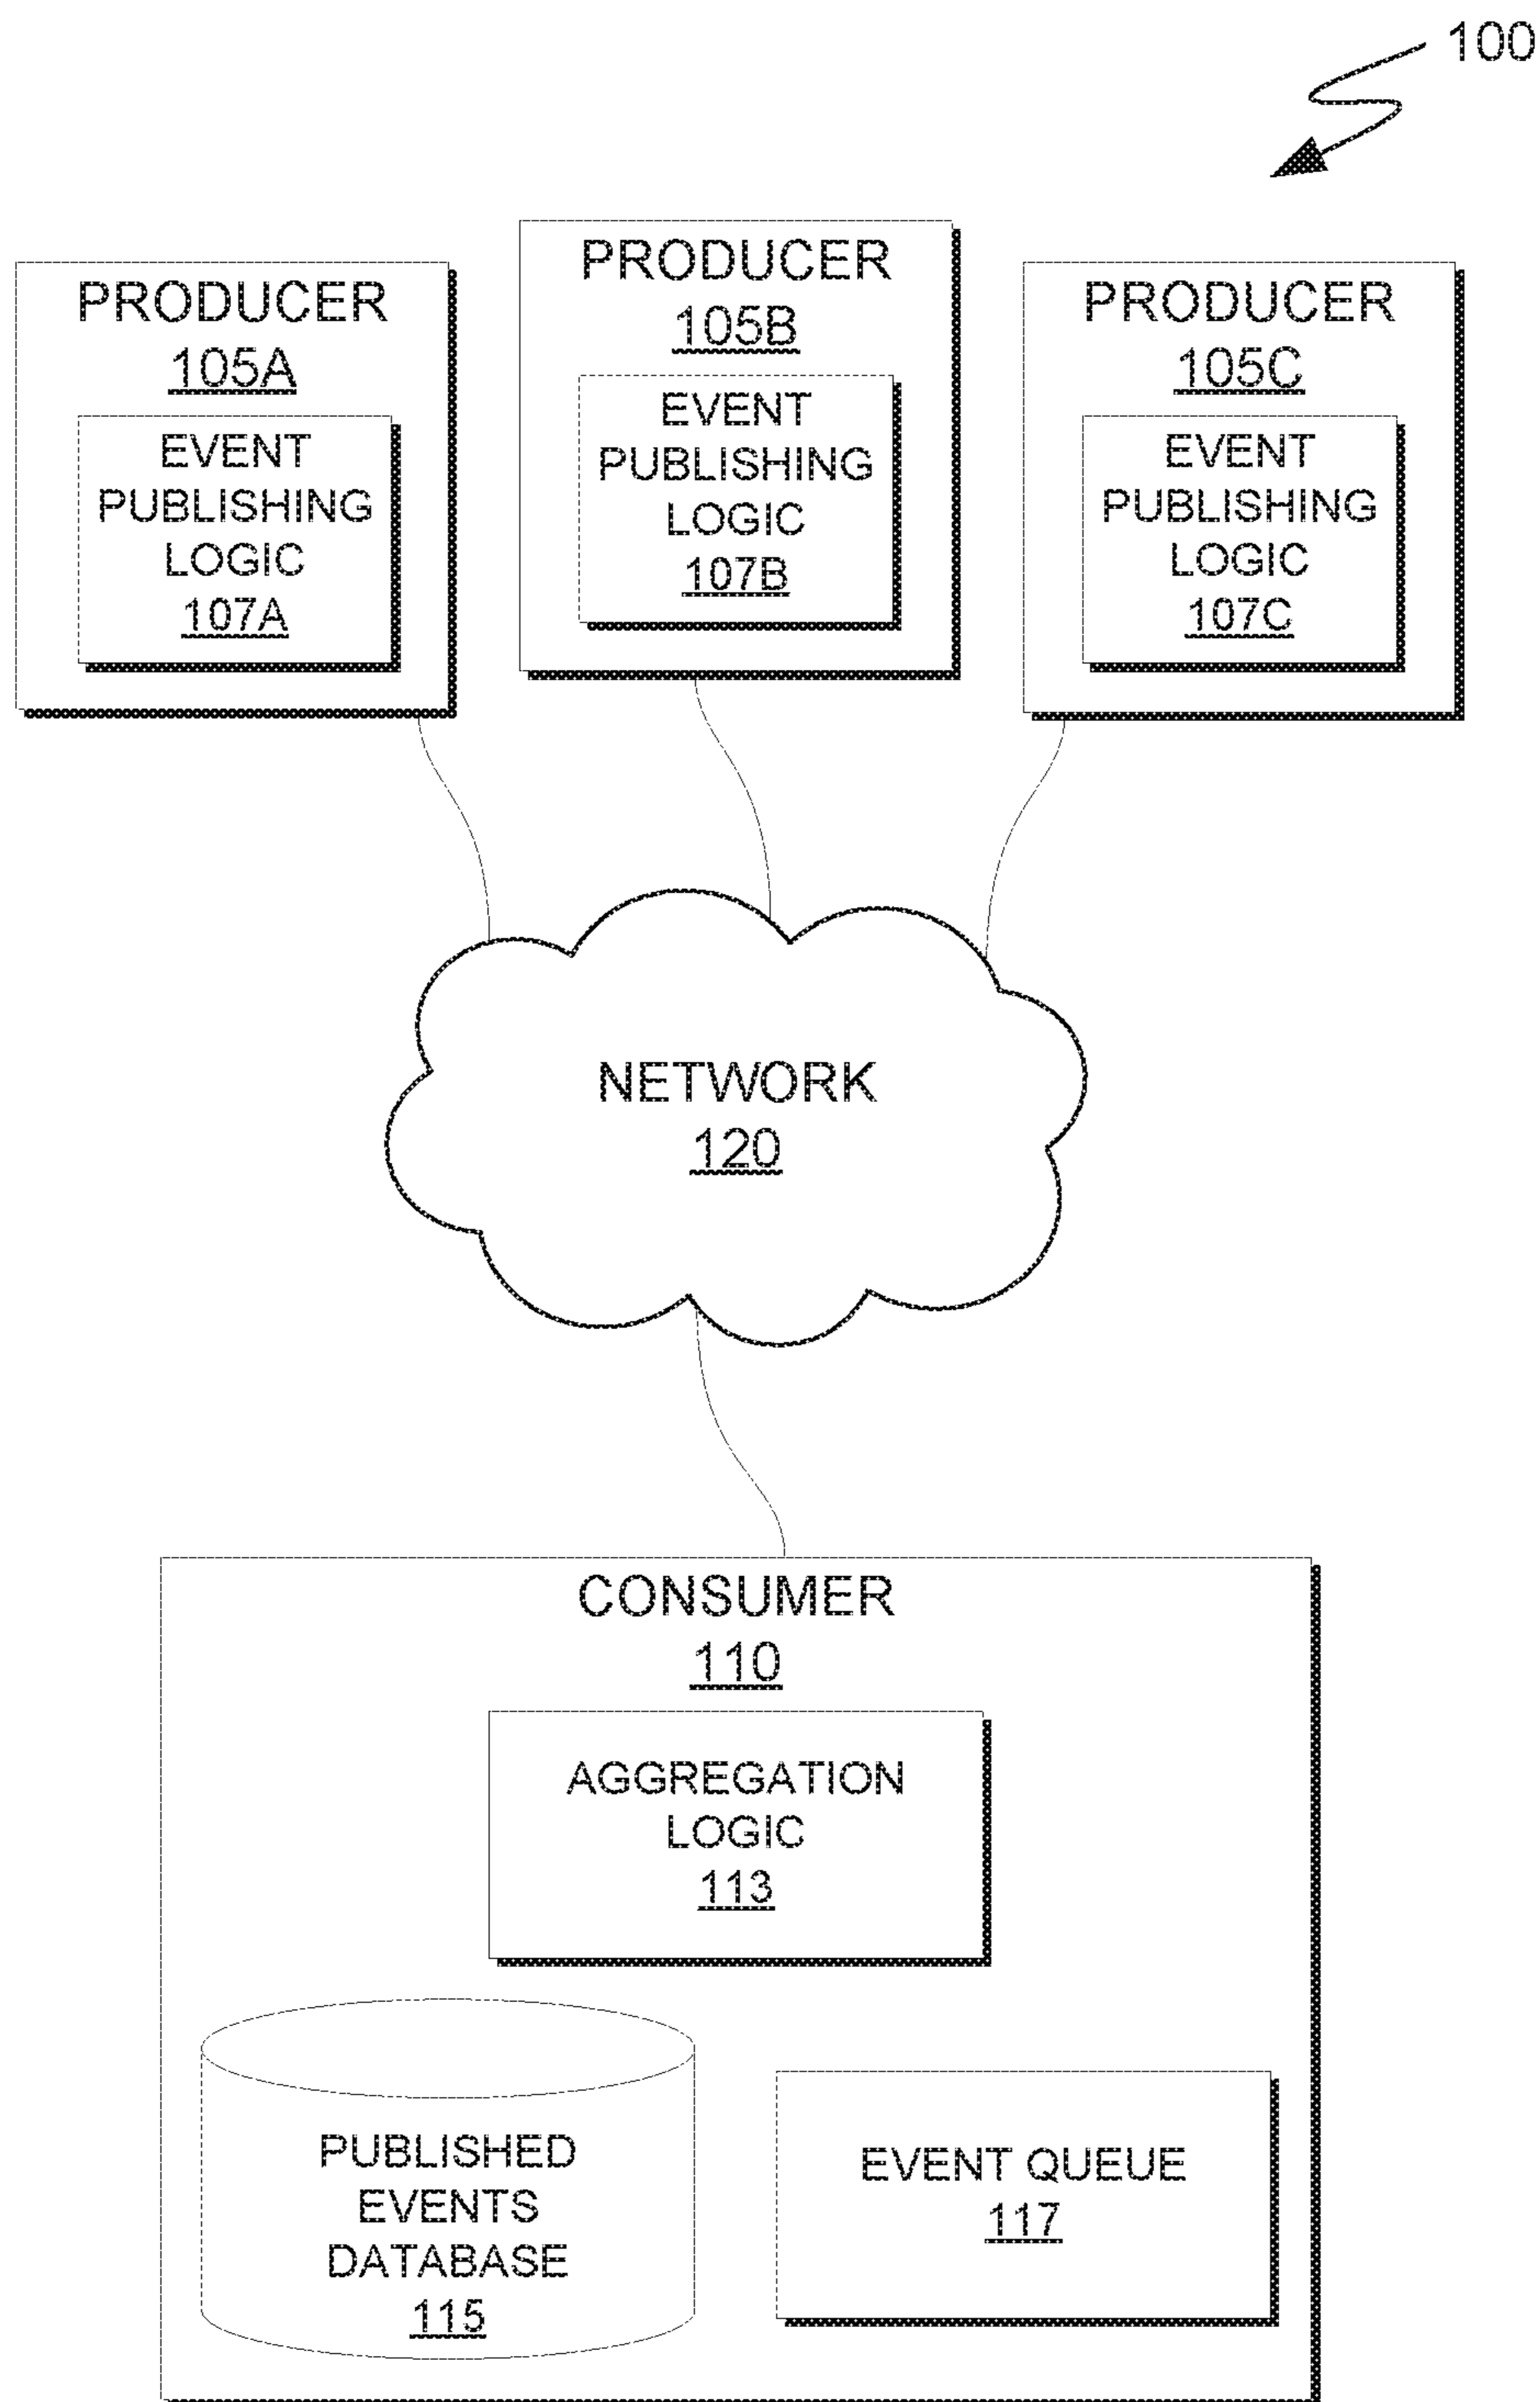 100
PRODUCER
105A
EVENT
PUBLISHING
LOGIC
107A
PRODUCER
105B
EVENT
PUBLISHING
LOGIC
107B
PRODUCER
105C
EVENT
PUBLISHING
LOGIC
107C
NETWORK
120
CONSUMER
110
AGGREGATION
LOGIC
113
PUBLISHED
EVENTS
DATABASE
115
EVENT QUEUE
117